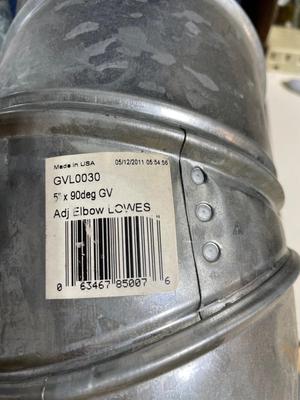 Made in USA 05/12/2011 05:54:56
GVL0030
5" x 90deg GV
Adj Elbow LOWES
0 63467 85007 6